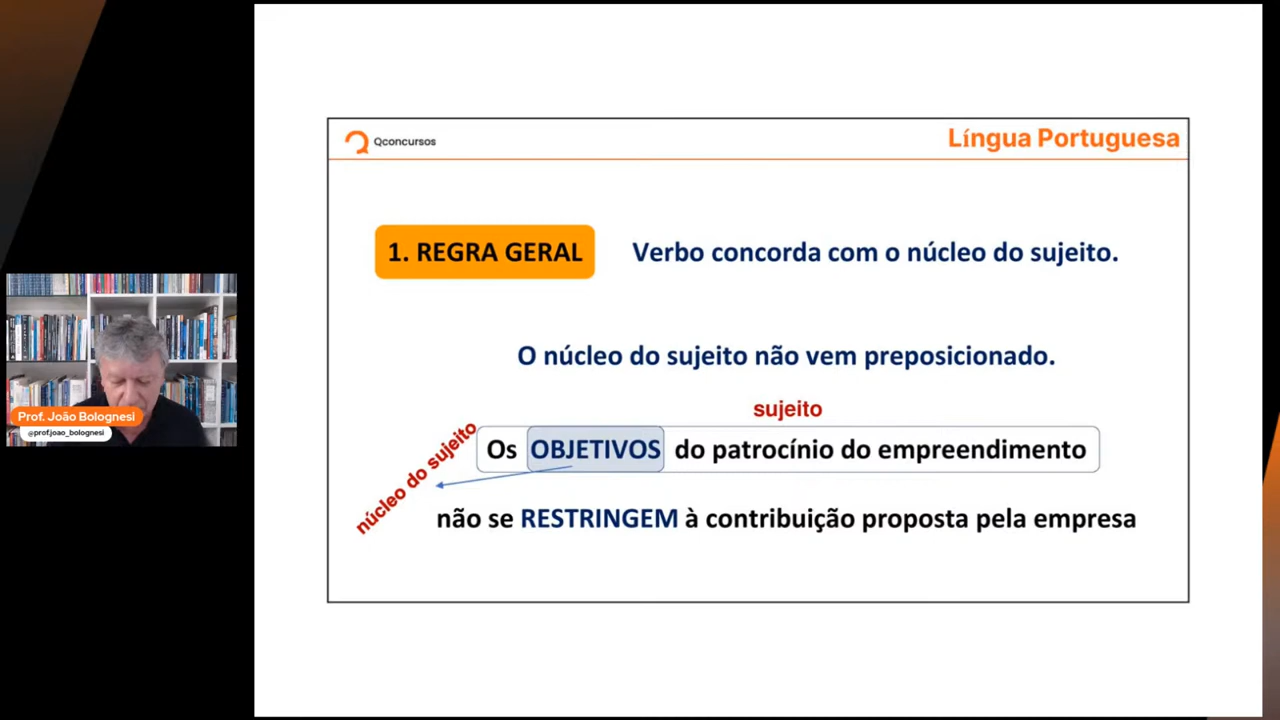 Qconcursos
Língua Portuguesa
1. REGRA GERAL
Verbo concorda com o núcleo do sujeito.
O núcleo do sujeito não vem preposicionado.
sujeito
Os OBJETIVOS do patrocínio do empreendimento
núcleo do sujeito
não se RESTRINGEM à contribuição proposta pela empresa
Prof. João Bolognesi
@prof.joao_bolognesi